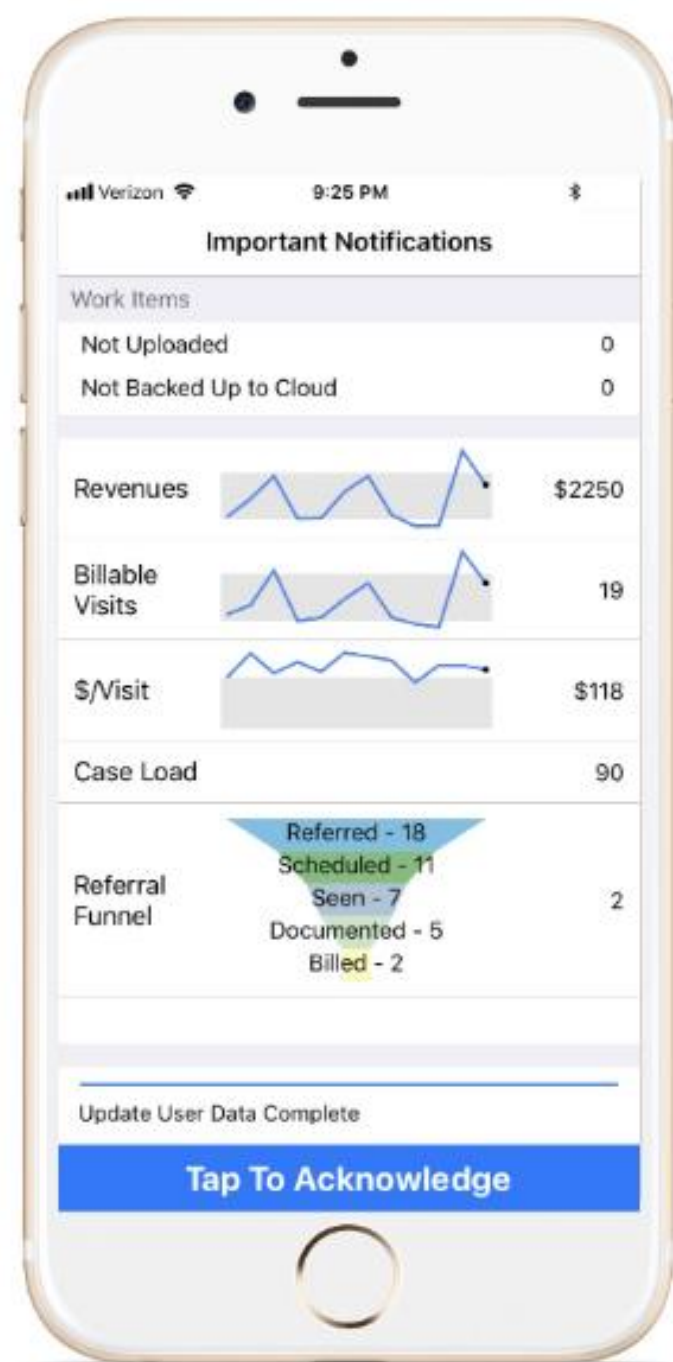 Verizon 9:25 PM
Important Notifications
Work Items
Not Uploaded 0
Not Backed Up to Cloud 0
Revenues $2250
Billable
Visits 19
$/Visit $118
Case Load 90
Referred - 18
Scheduled - 11
Referral
Funnel
Seen - 7
2
Documented - 5
Billed - 2
Update User Data Complete
Tap To Acknowledge